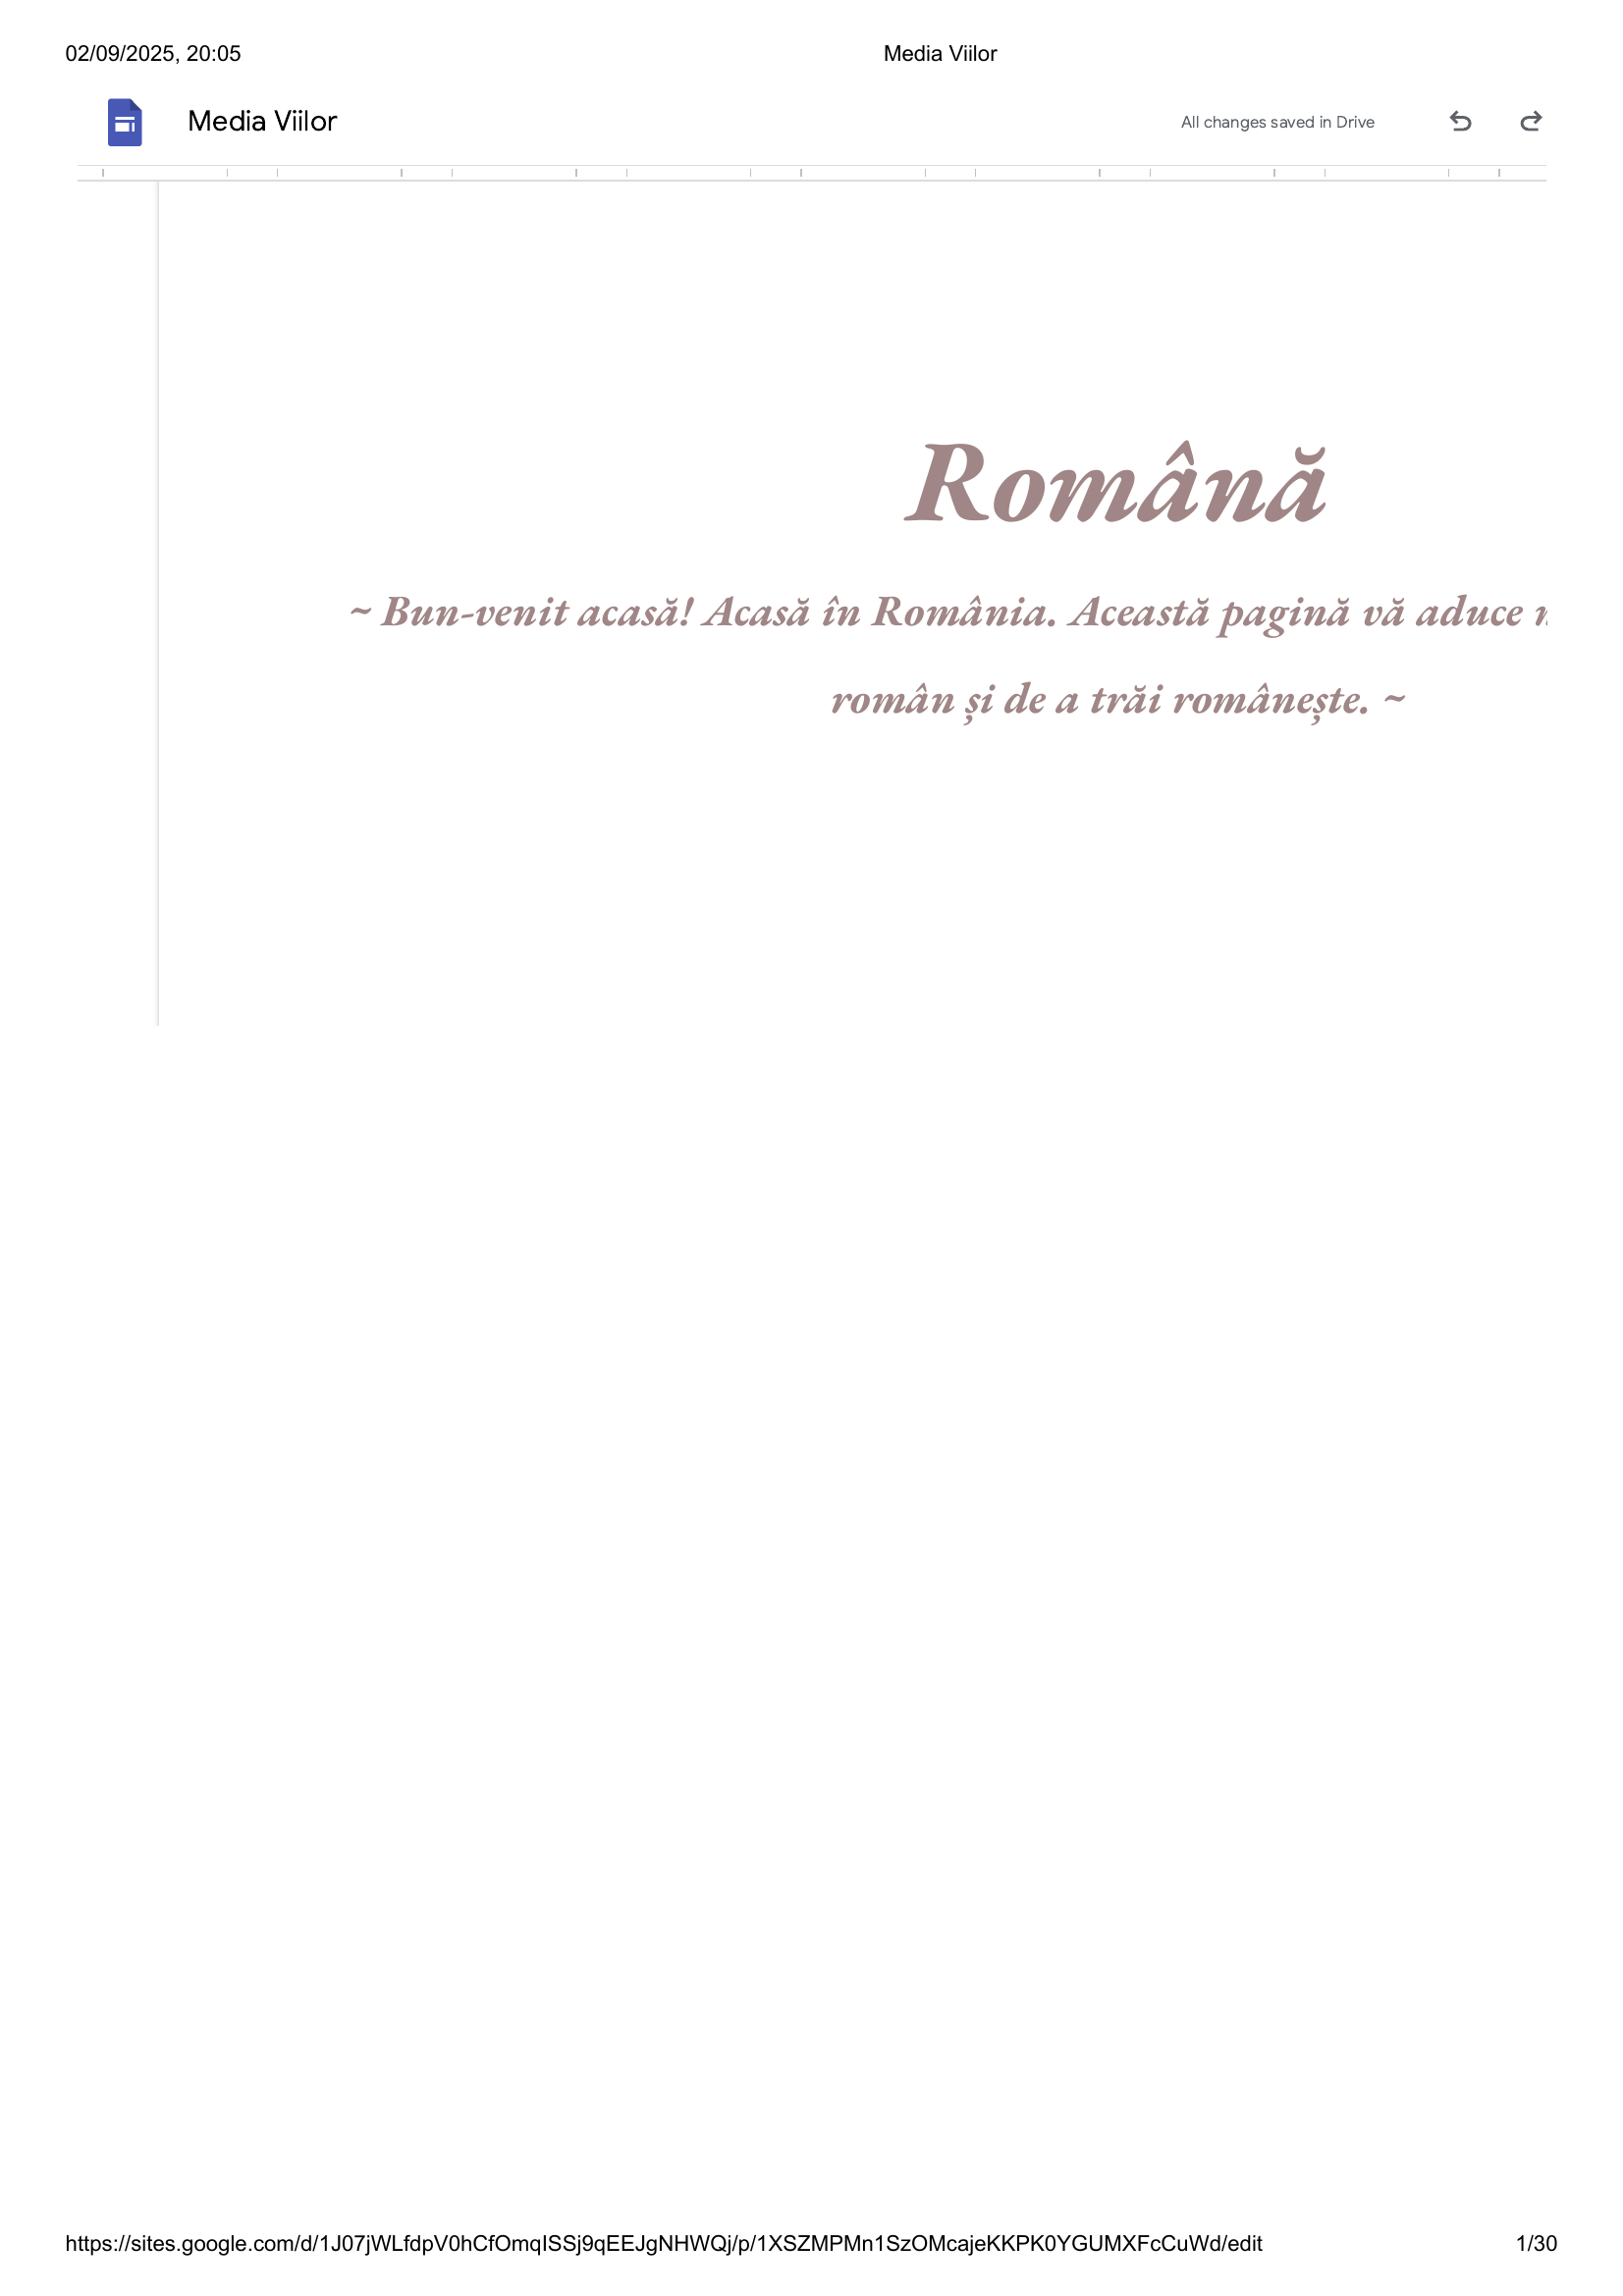 02/09/2025, 20:05 Media Viilor
Media Viilor All changes saved in Drive
Română
~ Bun-venit acasă! Acasă în România. Această pagină vă aduce
român și de a trăi românește. ~
https://sites.google.com/d/1J07jWLfdpV0hCfOmqISSj9qEEJgNHWQj/p/1XSZMPMn1SzOMcajeKKPK0YGUMXFcCuWd/edit 1/30